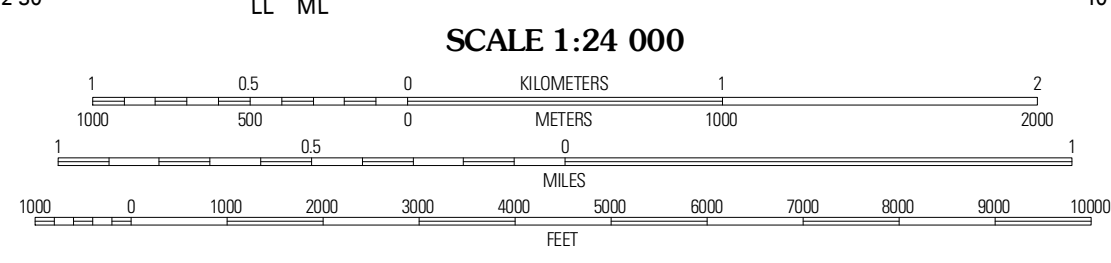 LL ML
SCALE 1:24 000
1 0.5 0 KILOMETERS 1 2
1000 500 0 METERS 1000 2000
1 0.5 0 1
MILES
1000 0 1000 2000 3000 4000 5000 6000 7000 8000 9000 10000
FEET